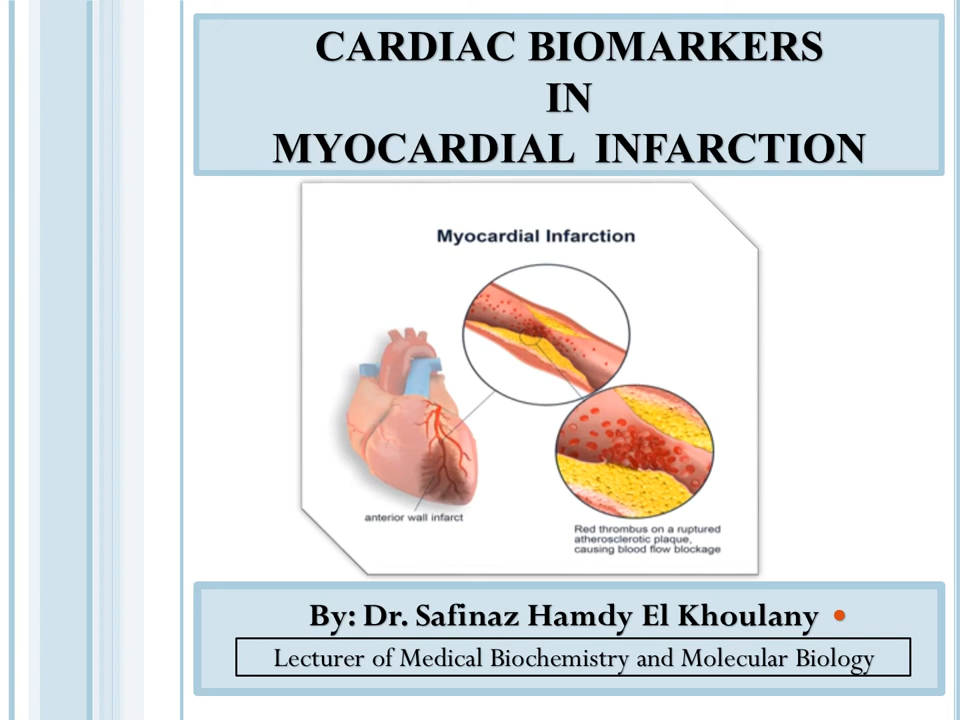 CARDIAC BIOMARKERS
IN
MYOCARDIAL INFARCTION
Myocardial Infarction
anterior wall infarct
Red thrombus on a ruptured
atherosclerotic plaque,
causing blood flow blockage
By: Dr. Safinaz Hamdy El Khoulany •
Lecturer of Medical Biochemistry and Molecular Biology